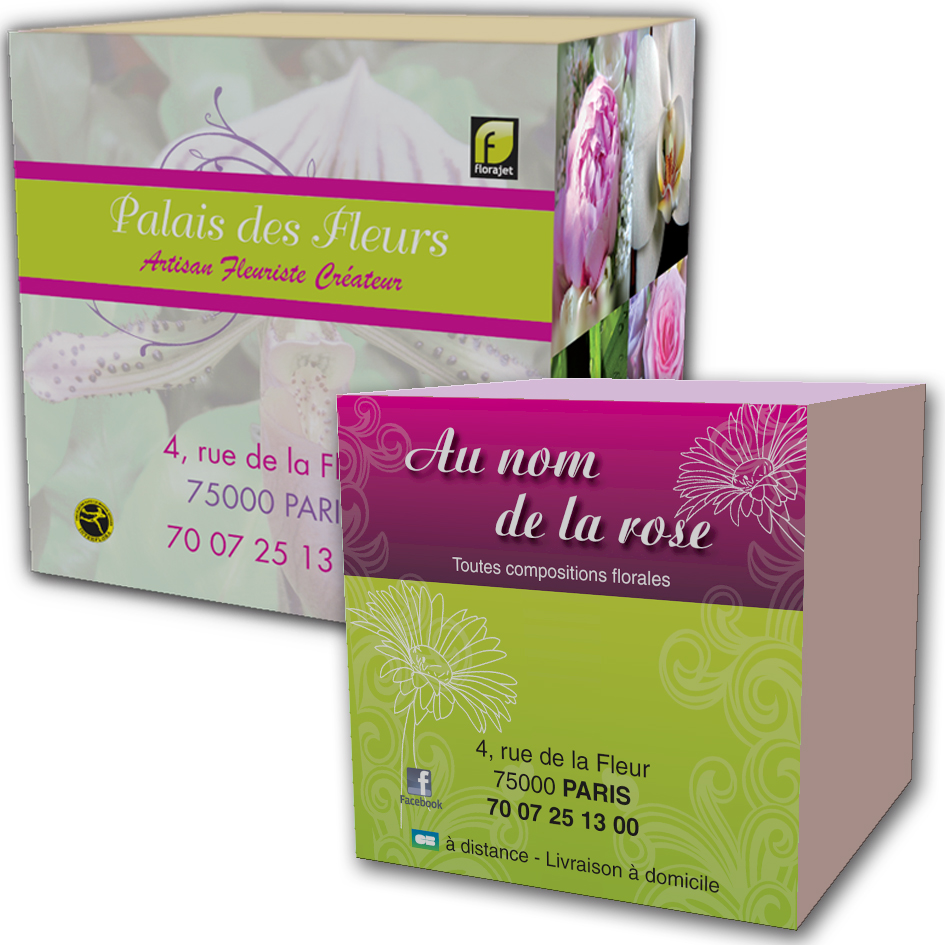 florajet
Palais des Fleurs
Artisan Fleuriste Créateur
4, rue de la Fl
75000 PARI
70 07 25 13
INTERFLORA
Au nom
de la rose
Toutes compositions florales
4, rue de la Fleur
75000 PARIS
70 07 25 13 00
f
Facebook
CB
à distance - Livraison à domicile